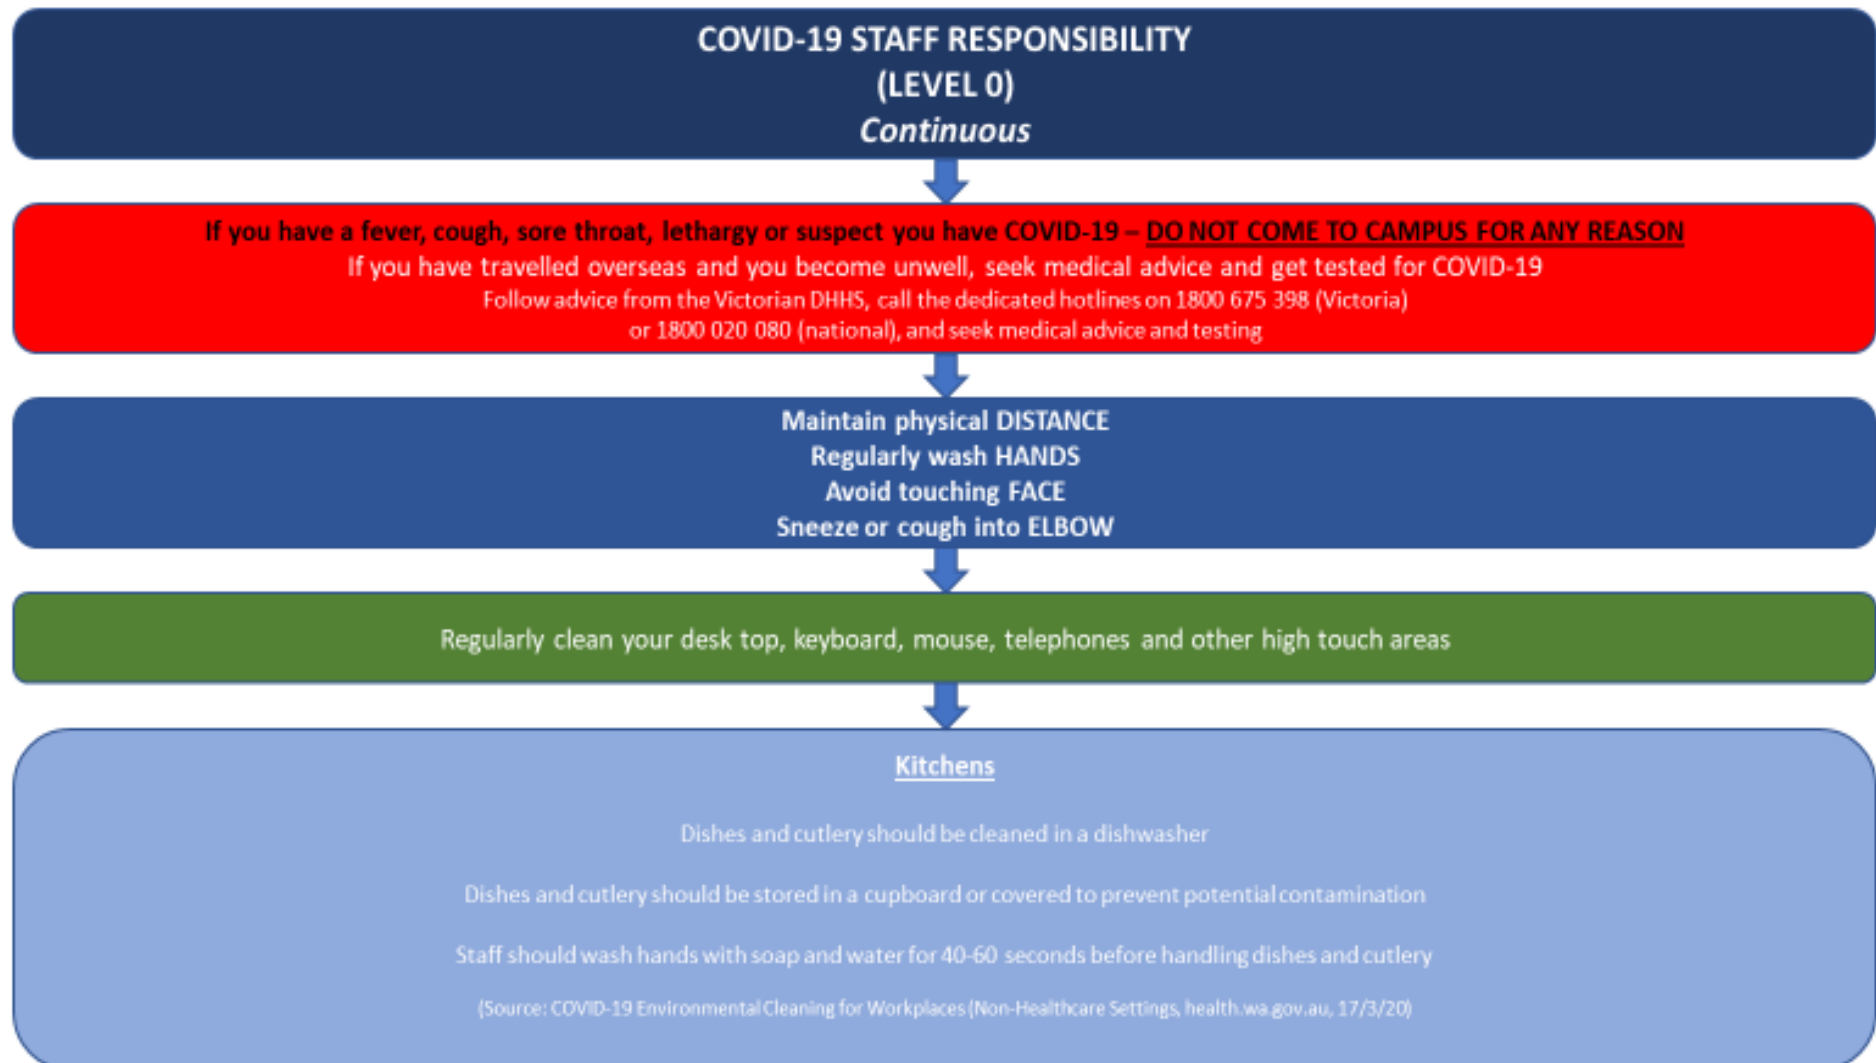 COVID-19 STAFF RESPONSIBILITY
(LEVEL 0)
Continuous
If you have a fever, cough, sore throat, lethargy or suspect you have COVID-19 – DO NOT COME TO CAMPUS FOR ANY REASON
If you have travelled overseas and you become unwell, seek medical advice and get tested for COVID-19
Follow advice from the Victorian DHHS, call the dedicated hotlines on 1800 675 398 (Victoria)
or 1800 020 080 (national), and seek medical advice and testing
Maintain physical DISTANCE
Regularly wash HANDS
Avoid touching FACE
Sneeze or cough into ELBOW
Regularly clean your desk top, keyboard, mouse, telephones and other high touch areas
Kitchens
Dishes and cutlery should be cleaned in a dishwasher
Dishes and cutlery should be stored in a cupboard or covered to prevent potential contamination
Staff should wash hands with soap and water for 40-60 seconds before handling dishes and cutlery
(Source: COVID-19 Environmental Cleaning for Workplaces (Non-Healthcare Settings, health.wa.gov.au, 17/3/20)